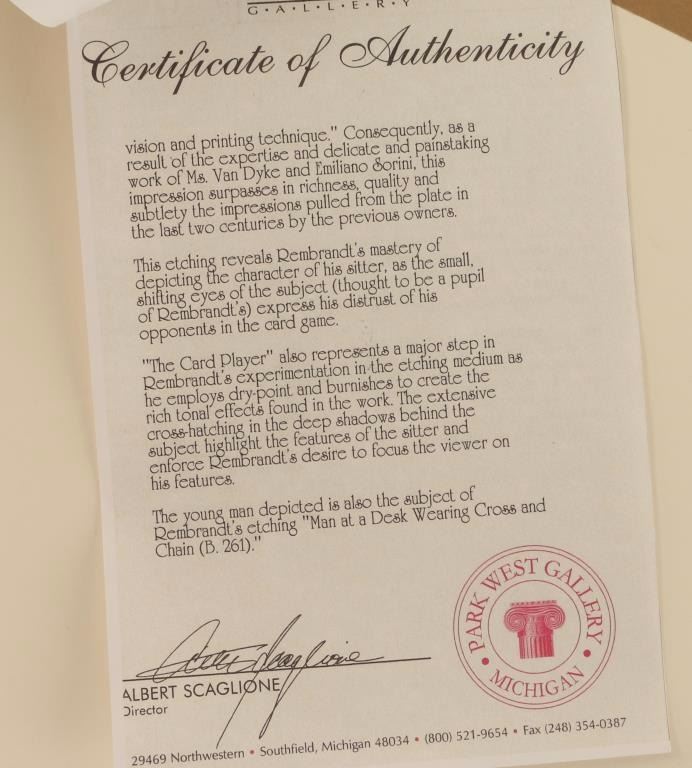 G·A·L·L·E·R·Y
Certificate of Authenticity
vision and printing technique." Consequently, as a
result of the expertise and delicate and painstaking
work of Ms. Van Dyke and Emiliano Sorini, this
impression surpasses in richness, quality and
subtlety the impressions pulled from the plate in
the last two centuries by the previous owners.
This etching reveals Rembrandt's mastery of
depicting the character of his sitter, as the small,
shifting eyes of the subject (thought to be a pupil
of Rembrandt's) express his distrust of his
opponents in the card game.
"The Card Player" also represents a major step in
Rembrandt's experimentation in the etching medium as
he employs dry-point and burnishes to create the
rich tonal effects found in the work. The extensive
cross-hatching in the deep shadows behind the
subject highlight the features of the sitter and
enforce Rembrandt's desire to focus the viewer on
his features.
The young man depicted is also the subject of
Rembrandt's etching "Man at a Desk Wearing Cross and
Chain (B. 261)."
PARK WEST GALLERY
• MICHIGAN •
ALBERT SCAGLIONE
Director
29469 Northwestern • Southfield, Michigan 48034 • (800) 521-9654 • Fax (248) 354-0387